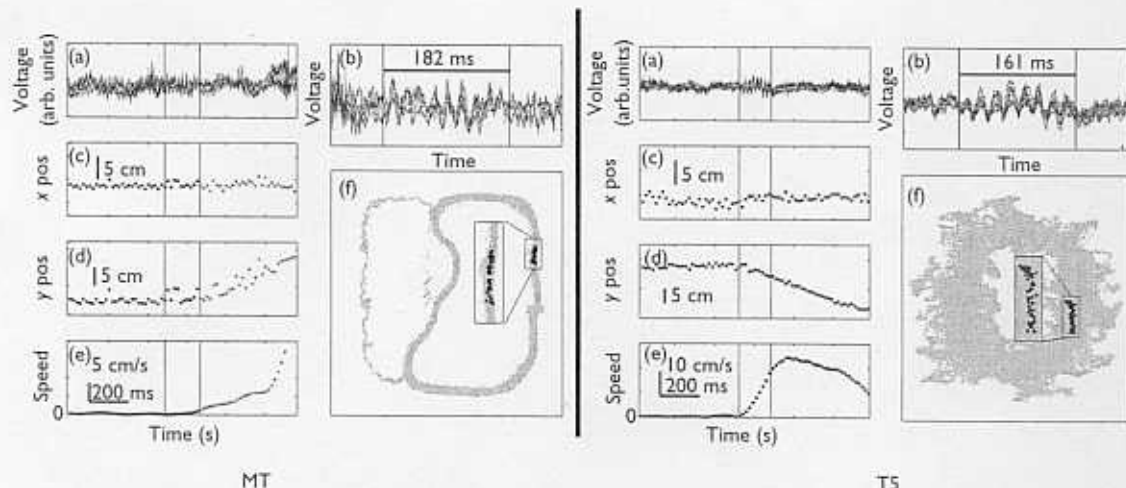 (a)
Voltage
(arb. units)
(b)
182 ms
Voltage
Time
(c)
5 cm
x pos
(d)
5 cm
y pos
(e)
5 cm/s
200 ms
Speed
0
Time (s)
(f)
MT
(a)
Voltage
(arb.units)
(b)
161 ms
Voltage
Time
(c)
5 cm
x pos
(d)
5 cm
y pos
(e)
10 cm/s
200 ms
Speed
0
Time (s)
(f)
T5